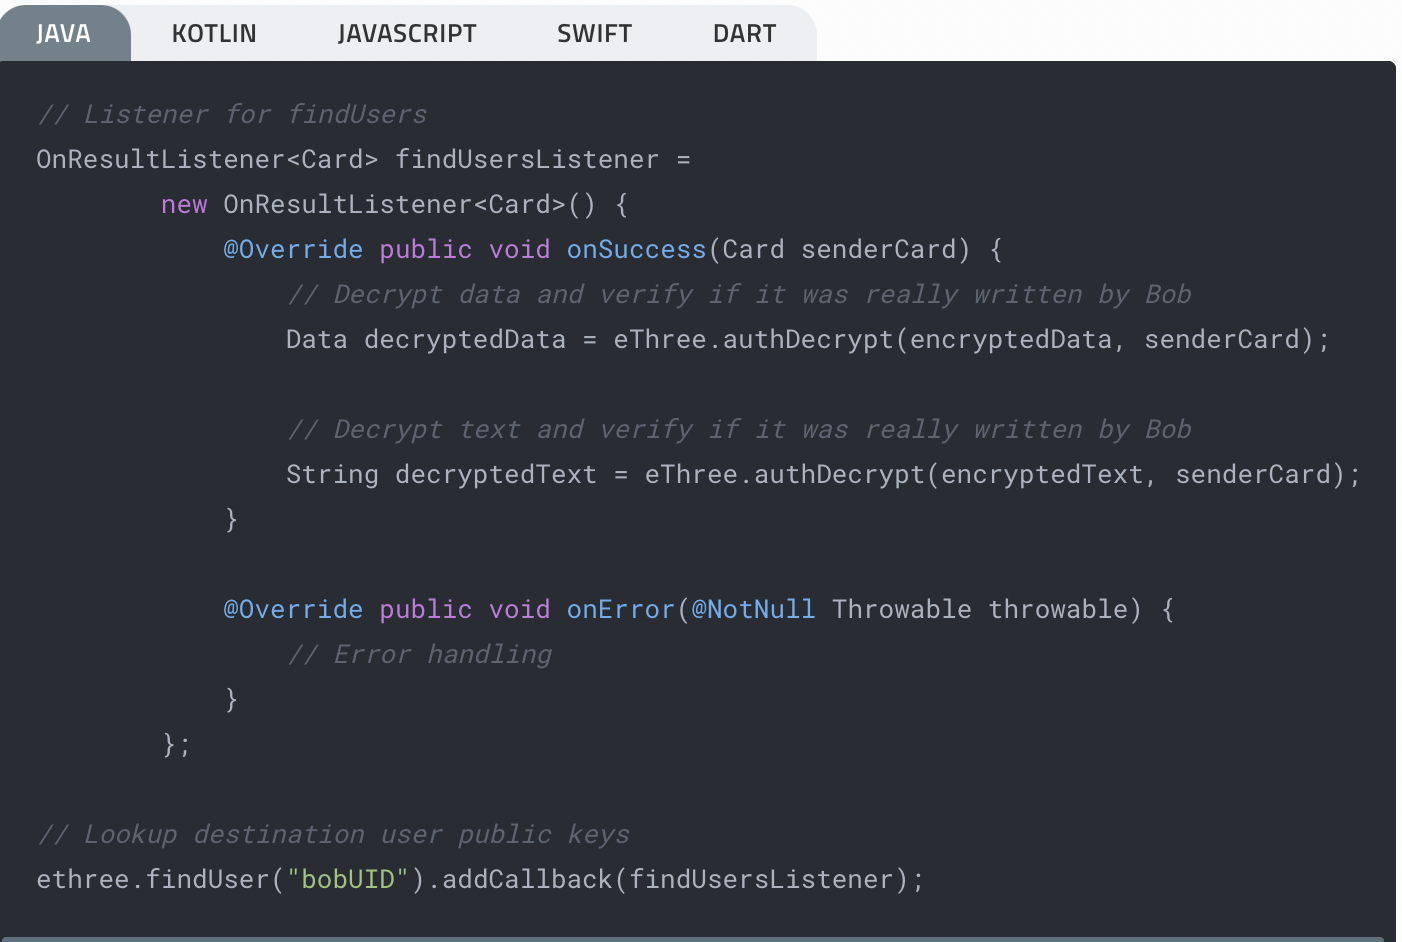 JAVA KOTLIN JAVASCRIPT SWIFT DART
// Listener for findUsers
OnResultListener<Card> findUsersListener =
new OnResultListener<Card>() {
@Override public void onSuccess(Card senderCard) {
// Decrypt data and verify if it was really written by Bob
Data decryptedData = eThree.authDecrypt(encryptedData, senderCard);
// Decrypt text and verify if it was really written by Bob
String decryptedText = eThree.authDecrypt(encryptedText, senderCard);
}
@Override public void onError(@NotNull Throwable throwable) {
// Error handling
}
};
// Lookup destination user public keys
ethree.findUser("bobUID").addCallback(findUsersListener);